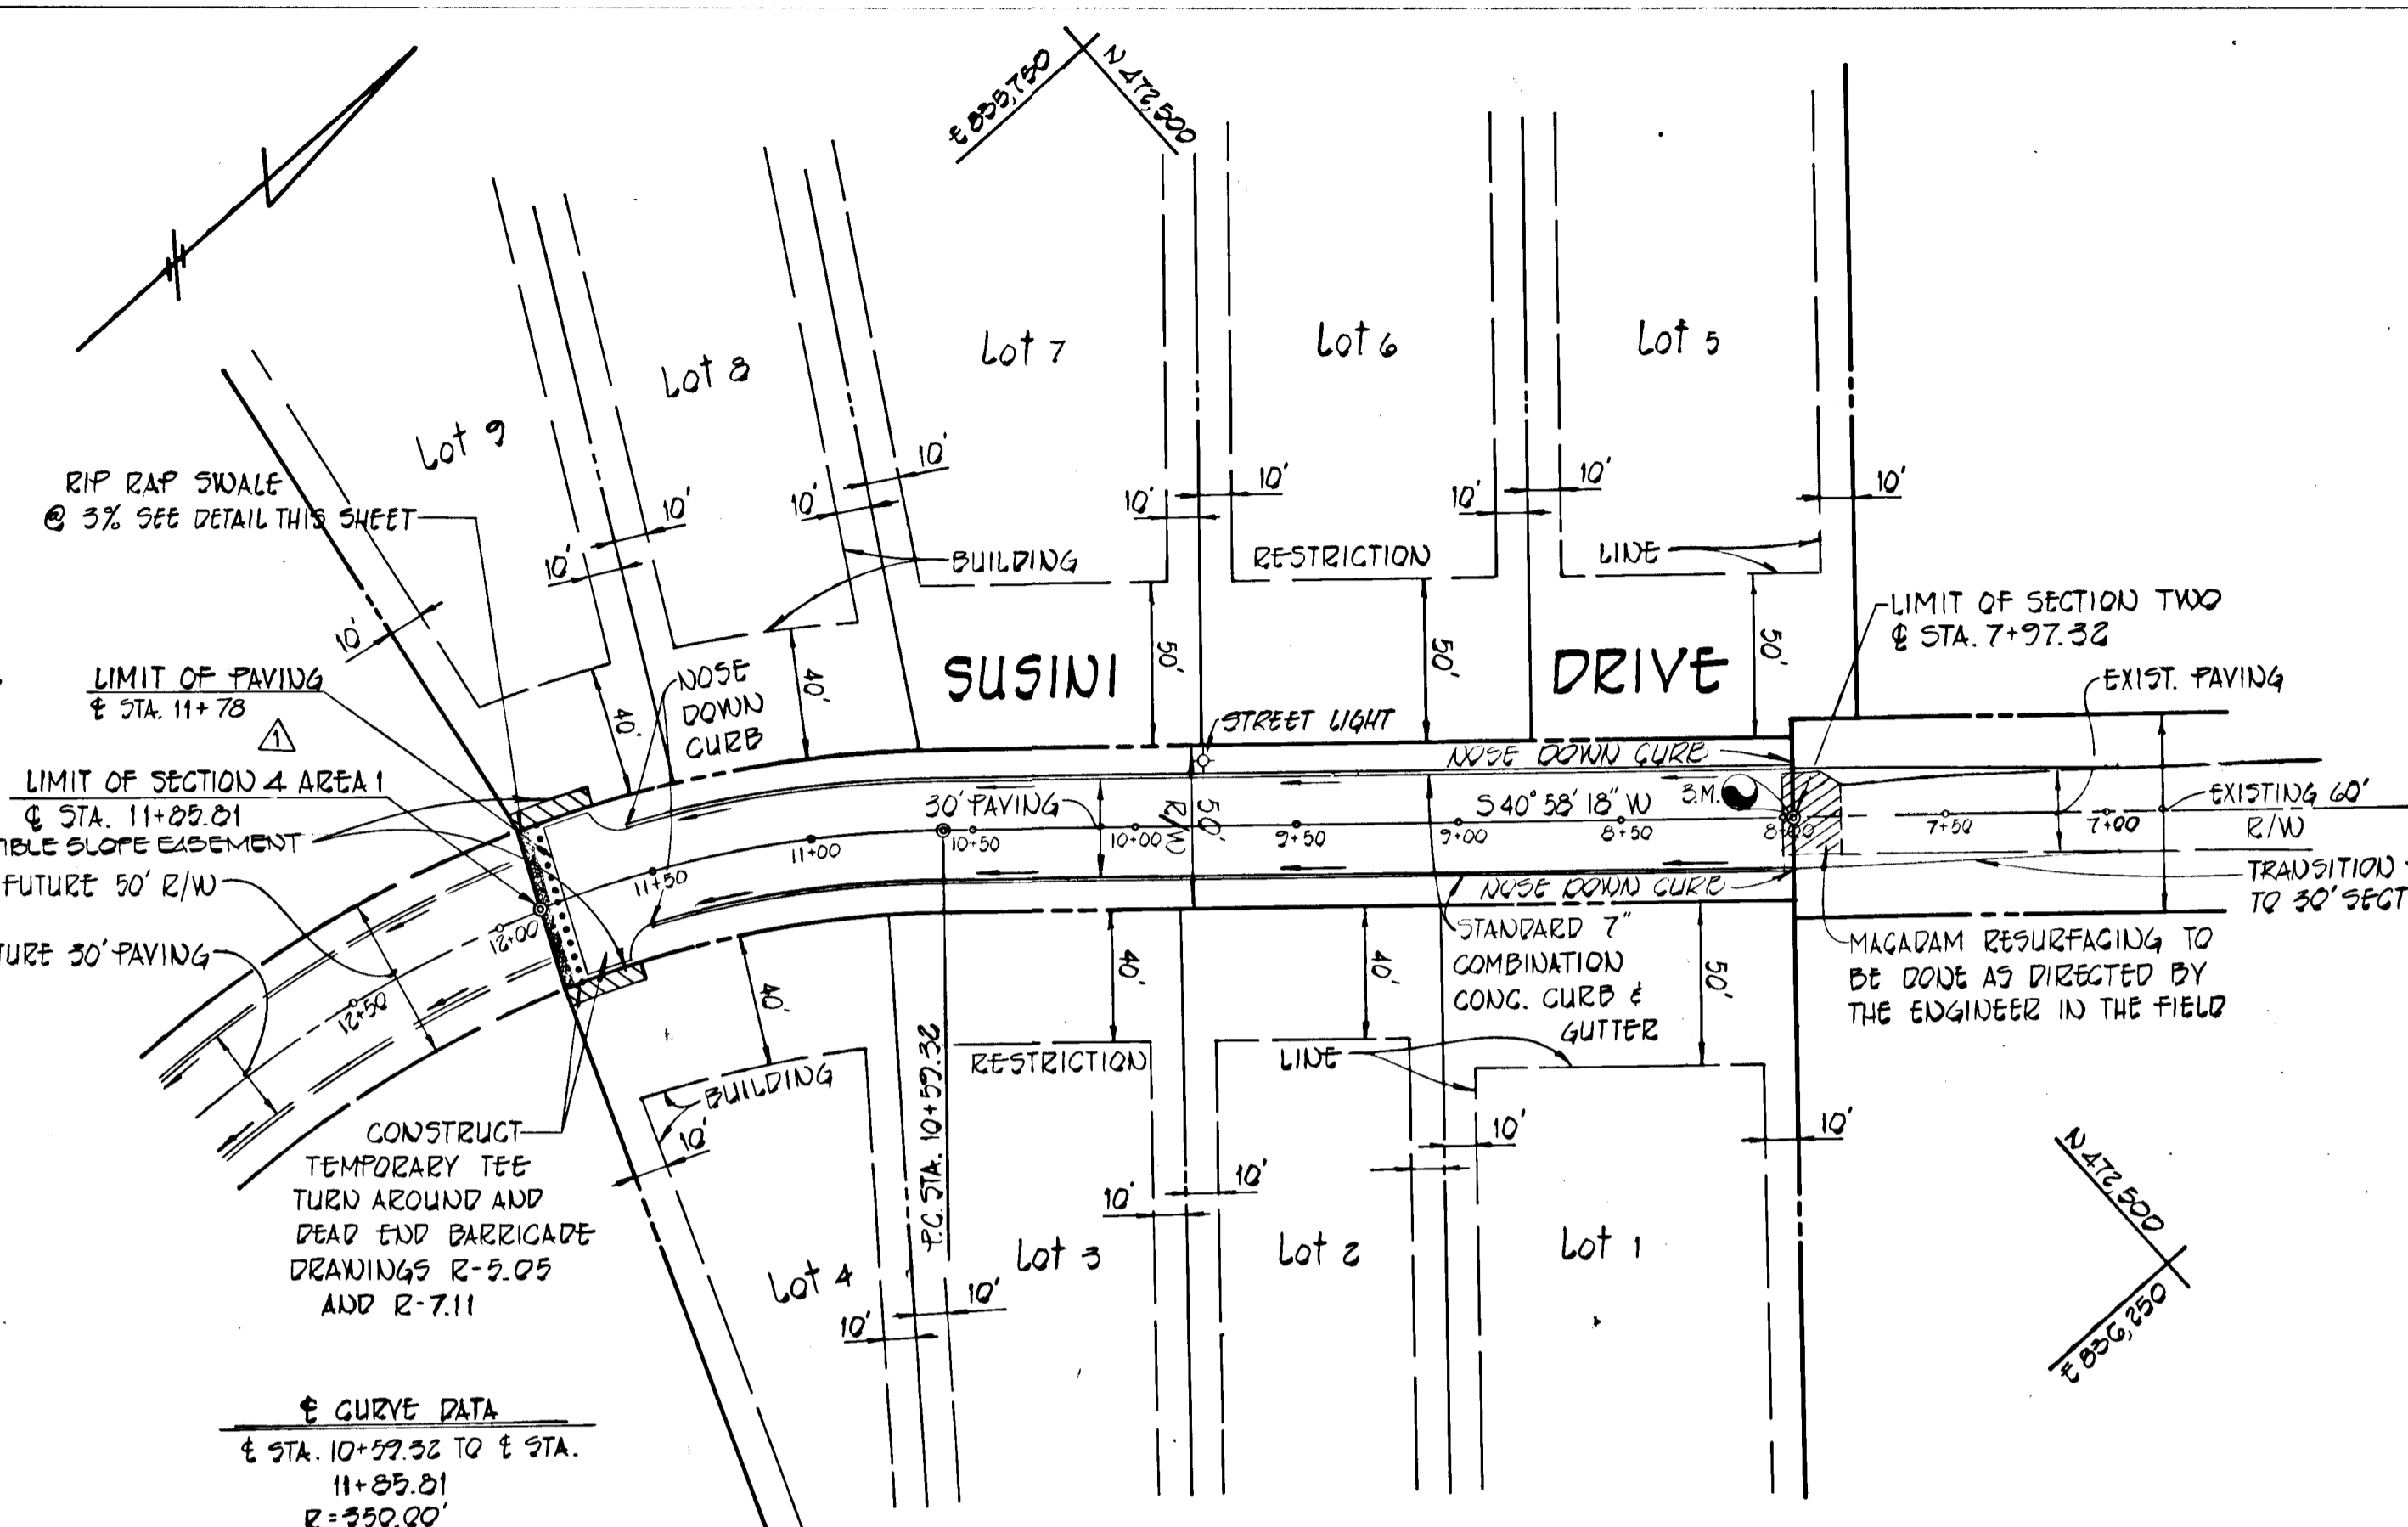 E 835,750
N 472,500
Lot 9
Lot 8
Lot 7
Lot 6
Lot 5
RIP RAP SWALE
@ 3% SEE DETAIL THIS SHEET
10'
10'
10'
10'
10'
10'
10'
10'
10'
10'
10'
BUILDING
RESTRICTION
LINE
LIMIT OF SECTION TWO
℄ STA. 7+97.32
EXIST. PAVING
LIMIT OF PAVING
℄ STA. 11+78
1
NOSE
DOWN
CURB
40'
40'
SUSINI
DRIVE
50'
50'
50'
STREET LIGHT
NOSE DOWN CURB
LIMIT OF SECTION 4 AREA 1
℄ STA. 11+85.81
IBLE SLOPE EASEMENT
FUTURE 50' R/W
TURE 30' PAVING
30' PAVING
50'
R/W
S 40° 58' 18" W
B.M.
EXISTING 60'
R/W
12+50
12+00
11+50
11+00
10+50
10+00
9+50
9+00
8+50
8+00
7+50
7+00
NOSE DOWN CURB
TRANSITION
TO 30' SECT
STANDARD 7"
COMBINATION
CONC. CURB &
GUTTER
MACADAM RESURFACING TO
BE DONE AS DIRECTED BY
THE ENGINEER IN THE FIELD
40'
40'
40'
50'
BUILDING
RESTRICTION
LINE
P.C. STA. 10+59.32
CONSTRUCT
TEMPORARY TEE
TURN AROUND AND
DEAD END BARRICADE
DRAWINGS R-5.05
AND R-7.11
10'
10'
10'
10'
10'
10'
10'
Lot 4
Lot 3
Lot 2
Lot 1
N 472,500
E 836,250
℄ CURVE DATA
℄ STA. 10+59.32 TO ℄ STA.
11+85.81
R=350.00'